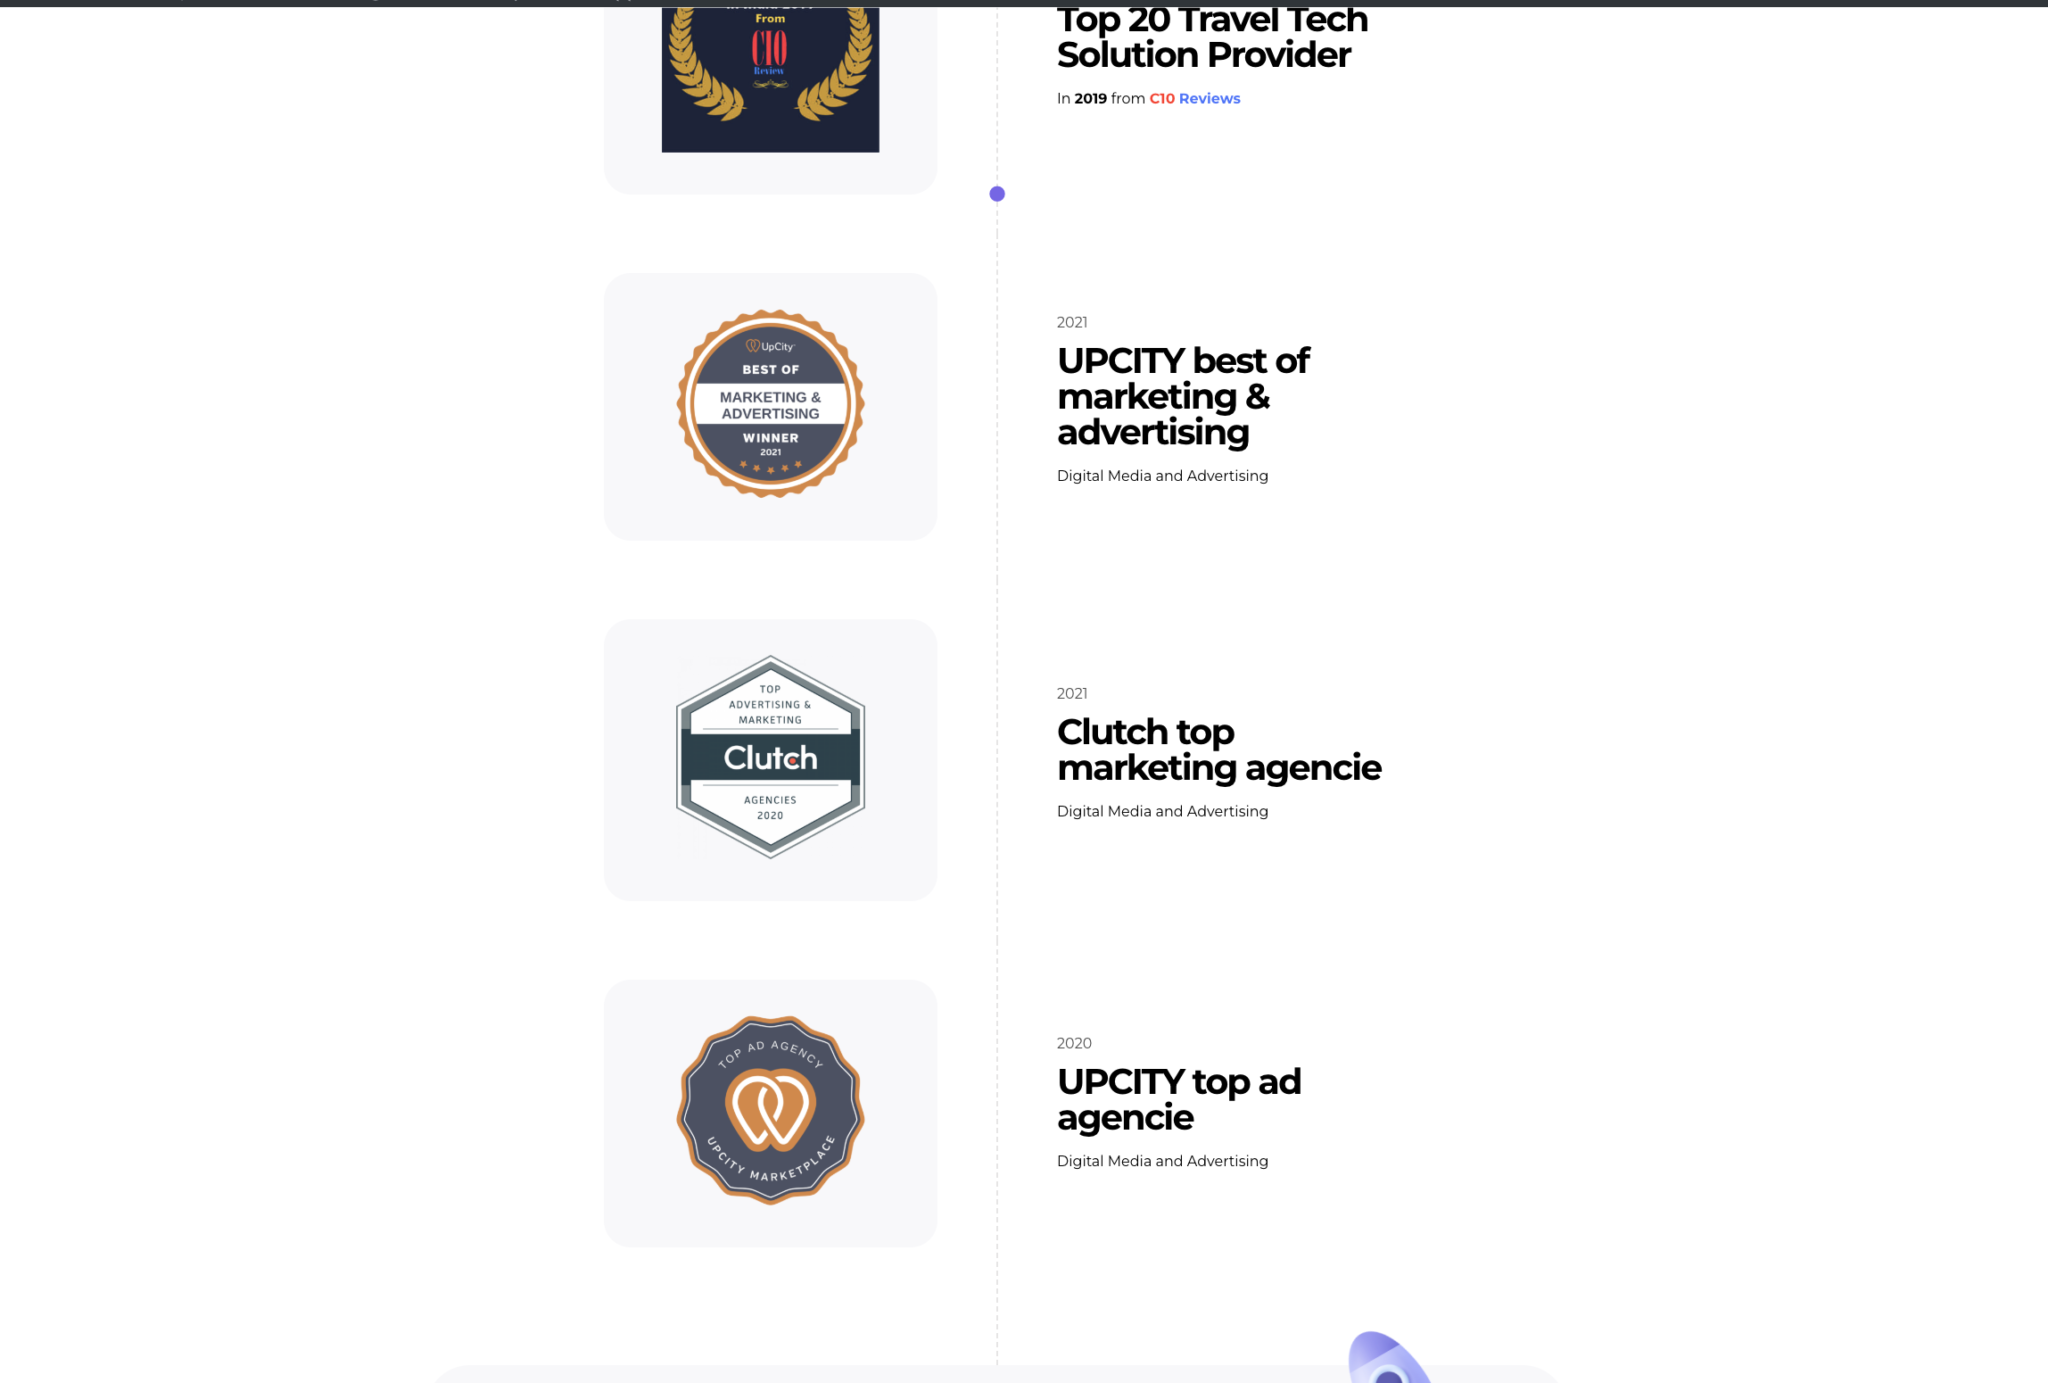 From
C10
Review
Top 20 Travel Tech
Solution Provider
In 2019 from C10 Reviews
UpCity
BEST OF
MARKETING &
ADVERTISING
WINNER
2021
2021
UPCITY best of
marketing &
advertising
Digital Media and Advertising
TOP
ADVERTISING &
MARKETING
Clutch
AGENCIES
2020
2021
Clutch top
marketing agencie
Digital Media and Advertising
TOP AD AGENCY
UPCITY MARKETPLACE
2020
UPCITY top ad
agencie
Digital Media and Advertising